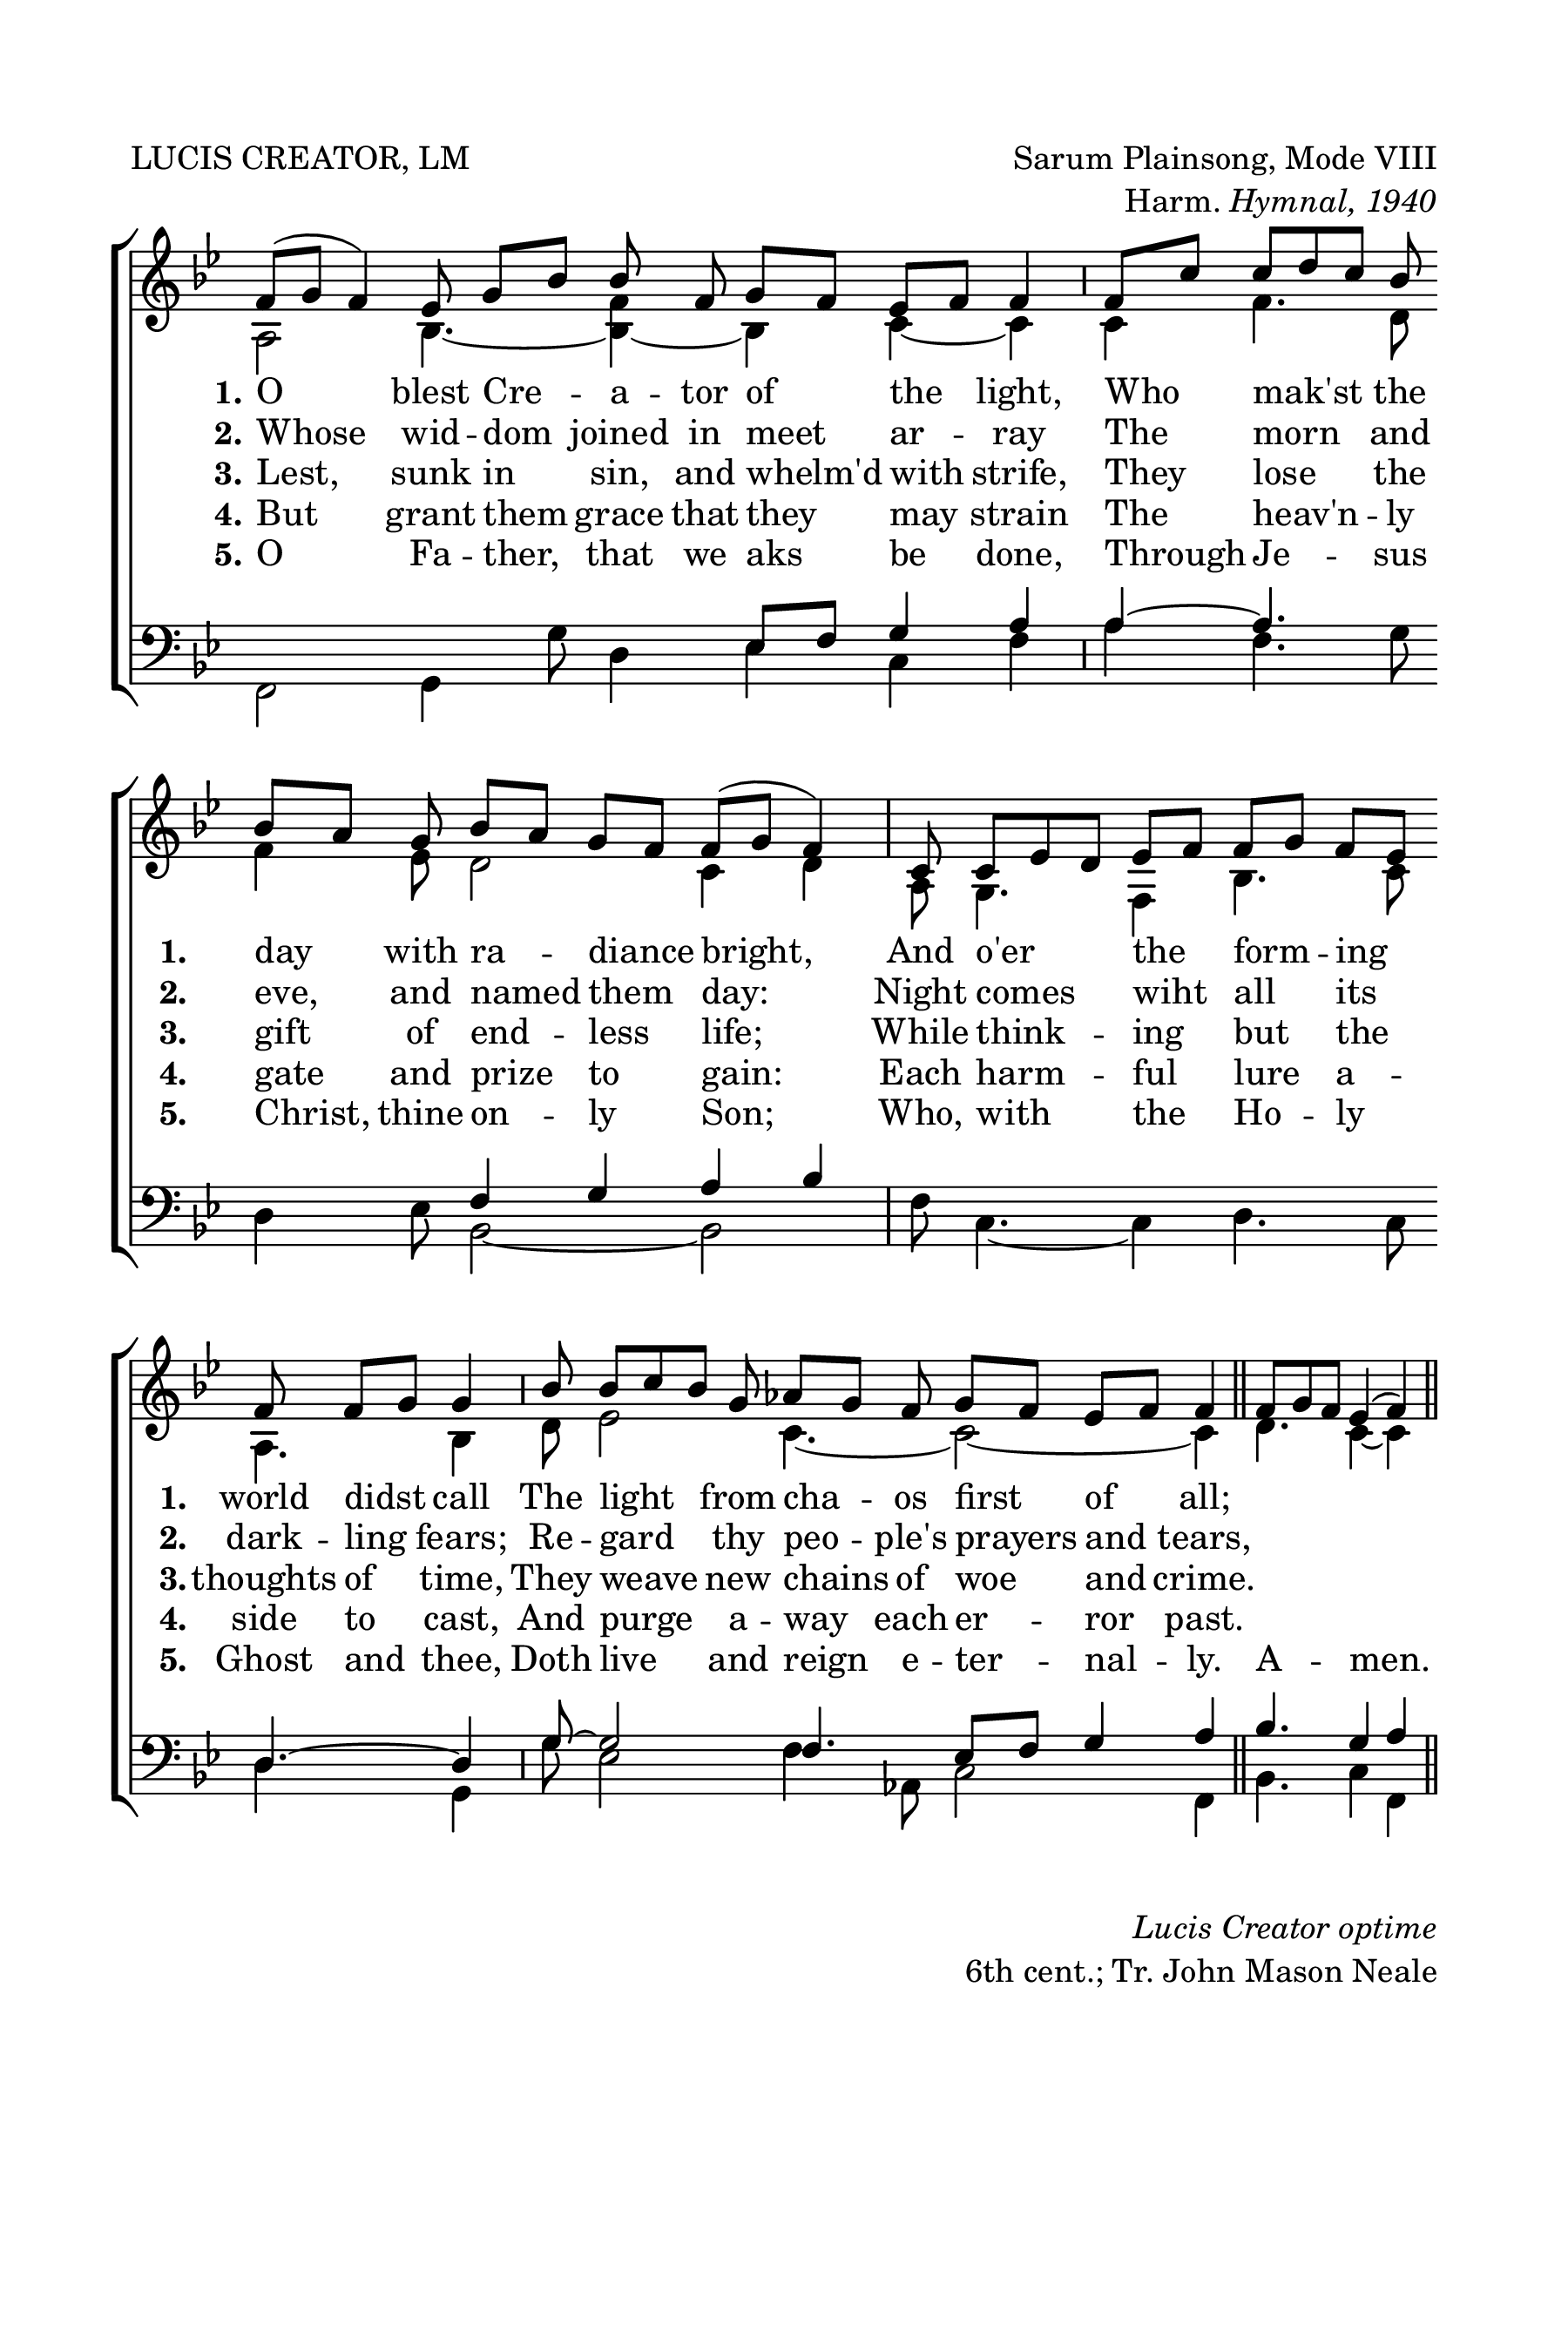 LUCIS CREATOR, LM
Sarum Plainsong, Mode VIII
Harm. Hymnal, 1940
1. O blest Cre -- a -- tor of the light, Who mak'st the
2. Whose wid -- dom joined in meet ar -- ray The morn and
3. Lest, sunk in sin, and whelm'd with strife, They lose the
4. But grant them grace that they may strain The heav'n -- ly
5. O Fa -- ther, that we aks be done, Through Je -- sus
1. day with ra -- diance bright, And o'er the form -- ing
2. eve, and named them day: Night comes wiht all its
3. gift of end -- less life; While think -- ing but the
4. gate and prize to gain: Each harm -- ful lure a --
5. Christ, thine on -- ly Son; Who, with the Ho -- ly
1. world didst call The light from cha -- os first of all;
2. dark -- ling fears; Re -- gard thy peo -- ple's prayers and tears,
3. thoughts of time, They weave new chains of woe and crime.
4. side to cast, And purge a -- way each er -- ror past.
5. Ghost and thee, Doth live and reign e -- ter -- nal -- ly. A -- men.
Lucis Creator optime
6th cent.; Tr. John Mason Neale